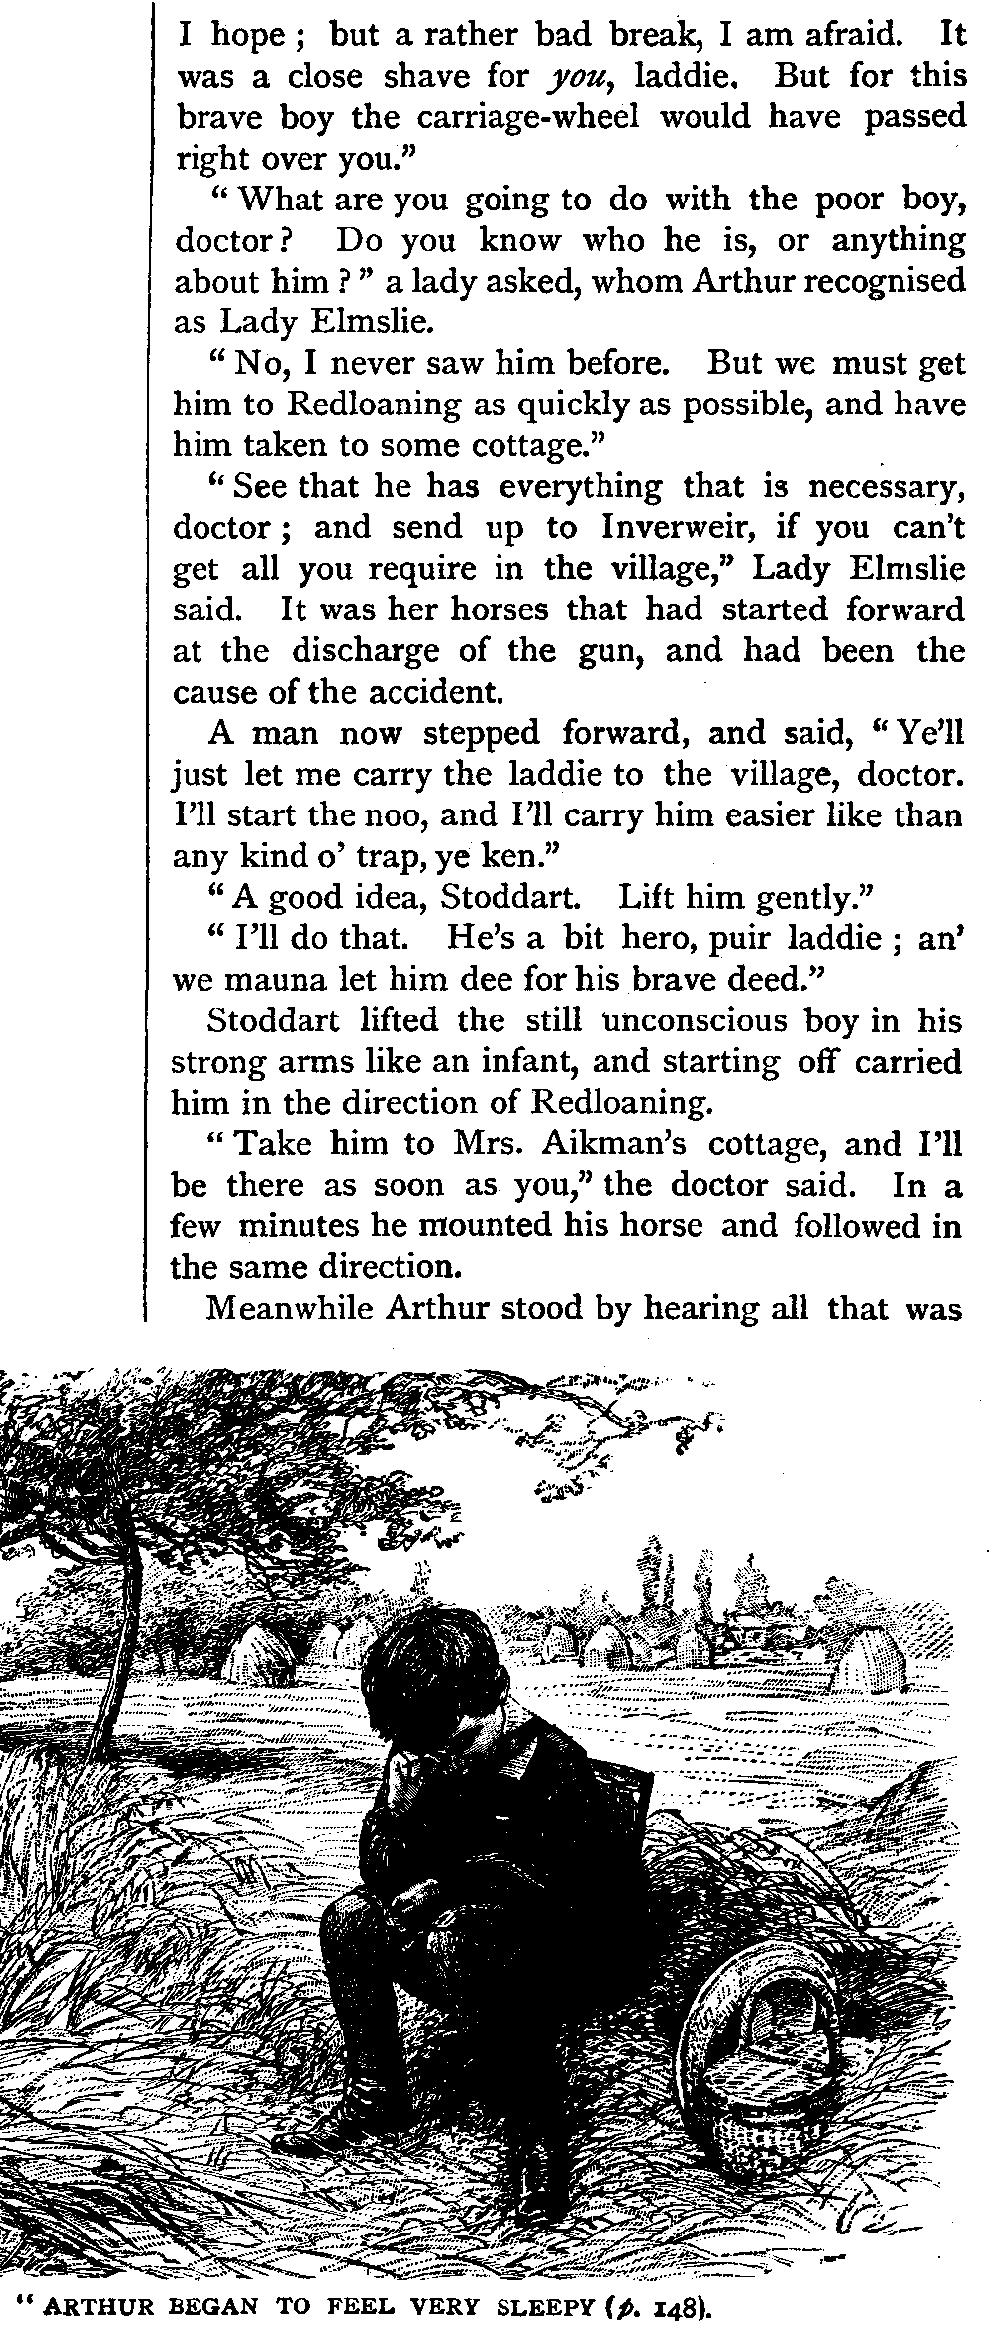 I hope ; but a rather bad break, I am afraid. It
was a close shave for you, laddie. But for this
brave boy the carriage-wheel would have passed
right over you.”
“ What are you going to do with the poor boy,
doctor ? Do you know who he is, or anything
about him ? ” a lady asked, whom Arthur recognised
as Lady Elmslie.
“ No, I never saw him before. But we must get
him to Redloaning as quickly as possible, and have
him taken to some cottage.”
“ See that he has everything that is necessary,
doctor ; and send up to Inverweir, if you can’t
get all you require in the village,” Lady Elmslie
said. It was her horses that had started forward
at the discharge of the gun, and had been the
cause of the accident.
A man now stepped forward, and said, “ Ye’ll
just let me carry the laddie to the village, doctor.
I’ll start the noo, and I’ll carry him easier like than
any kind o’ trap, ye ken.”
“ A good idea, Stoddart. Lift him gently.”
“ I’ll do that. He’s a bit hero, puir laddie ; an’
we mauna let him dee for his brave deed.”
Stoddart lifted the still unconscious boy in his
strong arms like an infant, and starting off carried
him in the direction of Redloaning.
“ Take him to Mrs. Aikman’s cottage, and I’ll
be there as soon as you,” the doctor said. In a
few minutes he mounted his horse and followed in
the same direction.
Meanwhile Arthur stood by hearing all that was
“ ARTHUR BEGAN TO FEEL VERY SLEEPY (p. 148).